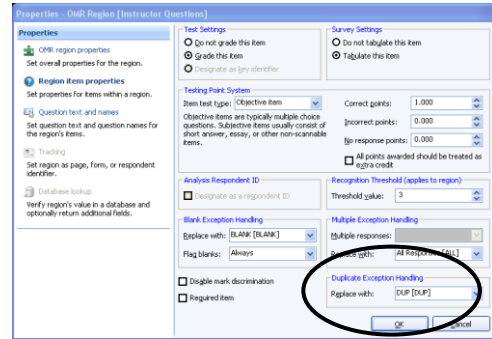 Properties - OMR Region [Instructor Questions]
Properties
OMR region properties
Set overall properties for the region.
Region item properties
Set properties for items within a region.
Question text and names
Set question text and question names for
the region's items.
Tracking
Set region as page, form, or respondent
identifier.
Database lookup
Verify region's value in a database and
optionally return additional fields.
Test Settings
Do not grade this item
Grade this item
Designate as key identifier
Survey Settings
Do not tabulate this item
Tabulate this item
Testing Point System
Item test type: Objective item
Objective items are typically multiple choice
questions. Subjective items usually consist of
short answer, essay, or other non-scannable
items.
Correct points: 1.000
Incorrect points: 0.000
No response points: 0.000
All points awarded should be treated as
extra credit
Analysis Respondent ID
Designate as a respondent ID
Recognition Threshold (applies to region)
Threshold value: 3
Blank Exception Handling
Replace with: BLANK [BLANK]
Flag blanks: Always
Multiple Exception Handling
Multiple responses:
Replace with: All Responses [ALL]
Disable mark discrimination
Required item
Duplicate Exception Handling
Replace with: DUP [DUP]
OK
Cancel